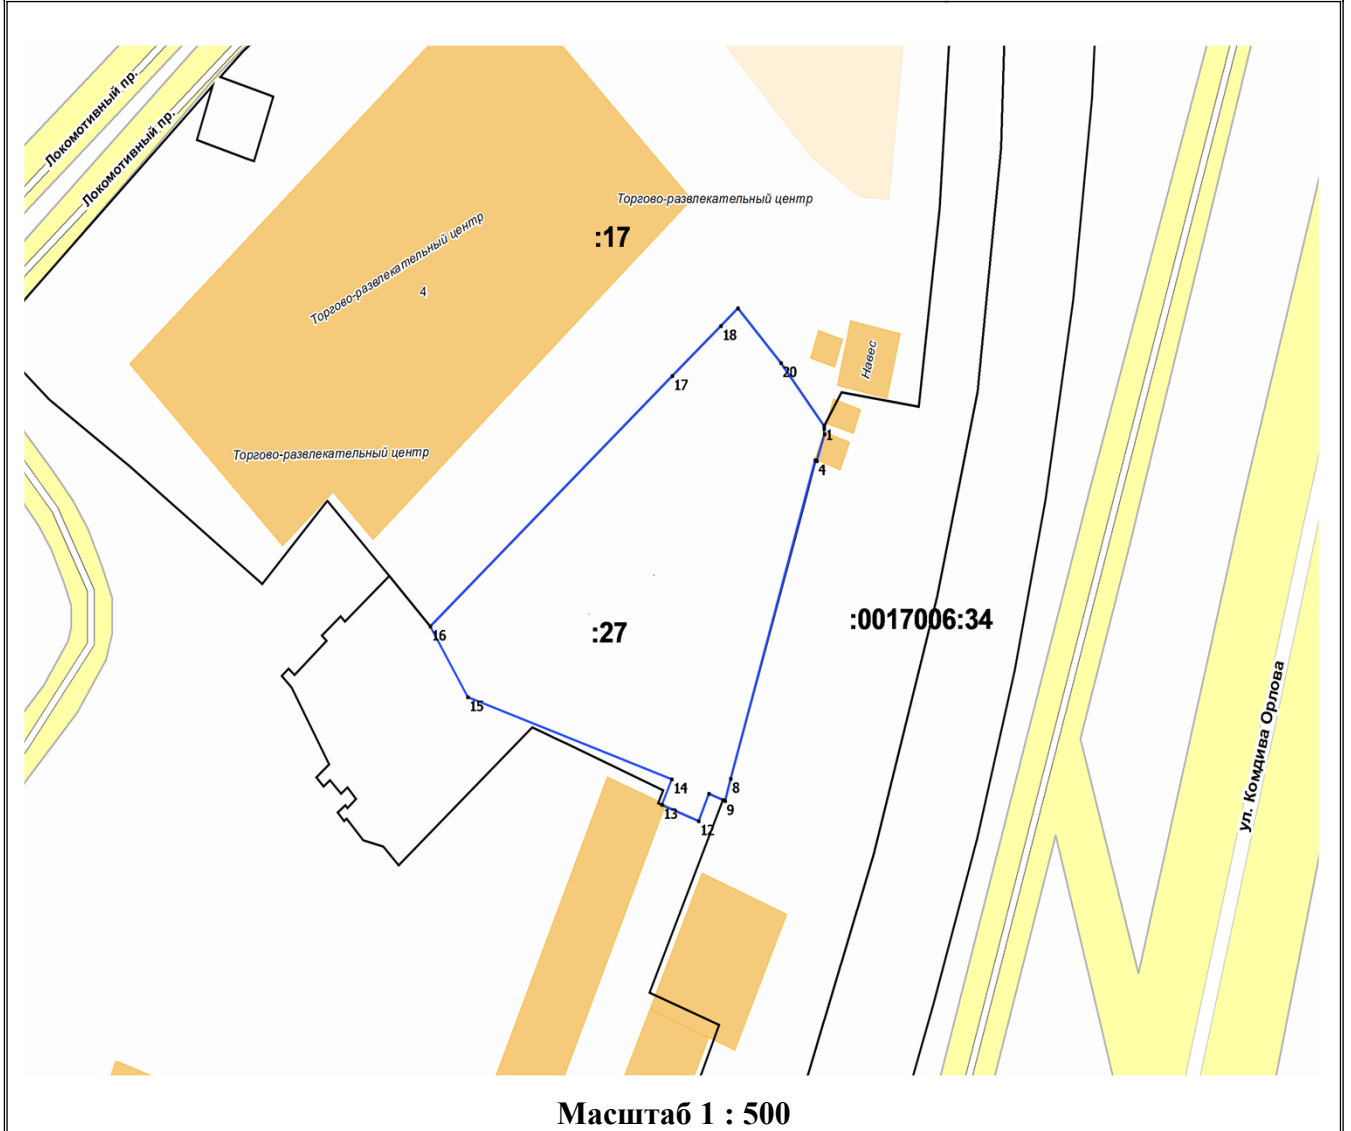 Локомотивный пр.
Локомотивный пр.
Торгово-развлекательный центр
:17
Торгово-развлекательный центр
4
18
Навес
20
17
1
Торгово-развлекательный центр
4
:0017006:34
:27
16
15
ул. Комдива Орлова
14
8
9
13
12
Масштаб 1 : 500